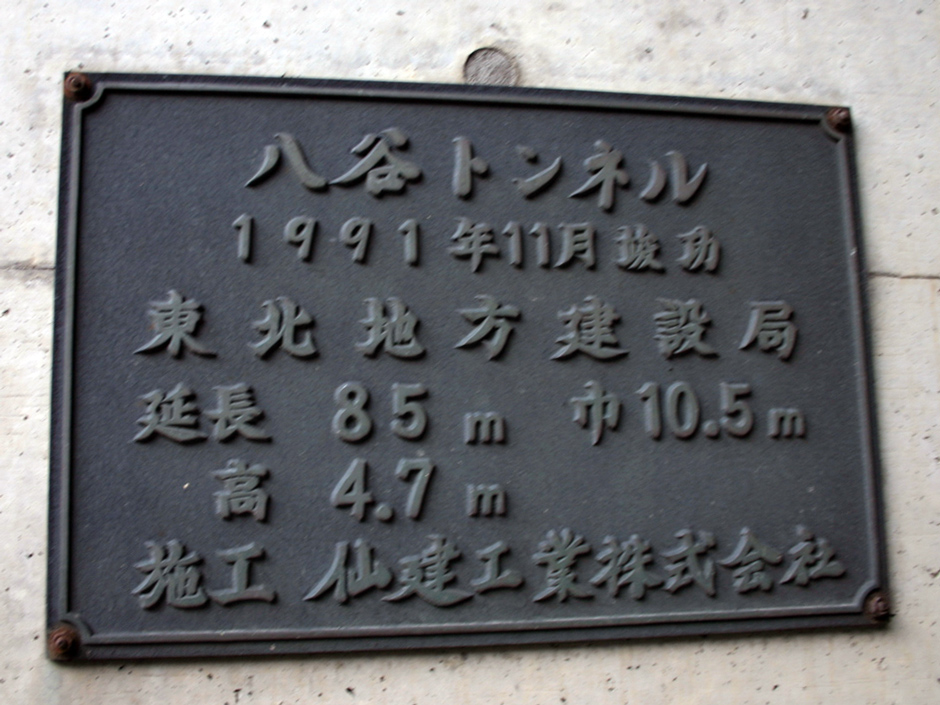 八谷トンネル
1991年11月竣功
東北地方建設局
延長 85m 巾10.5m
高 4.7m
施工 仙建工業株式会社